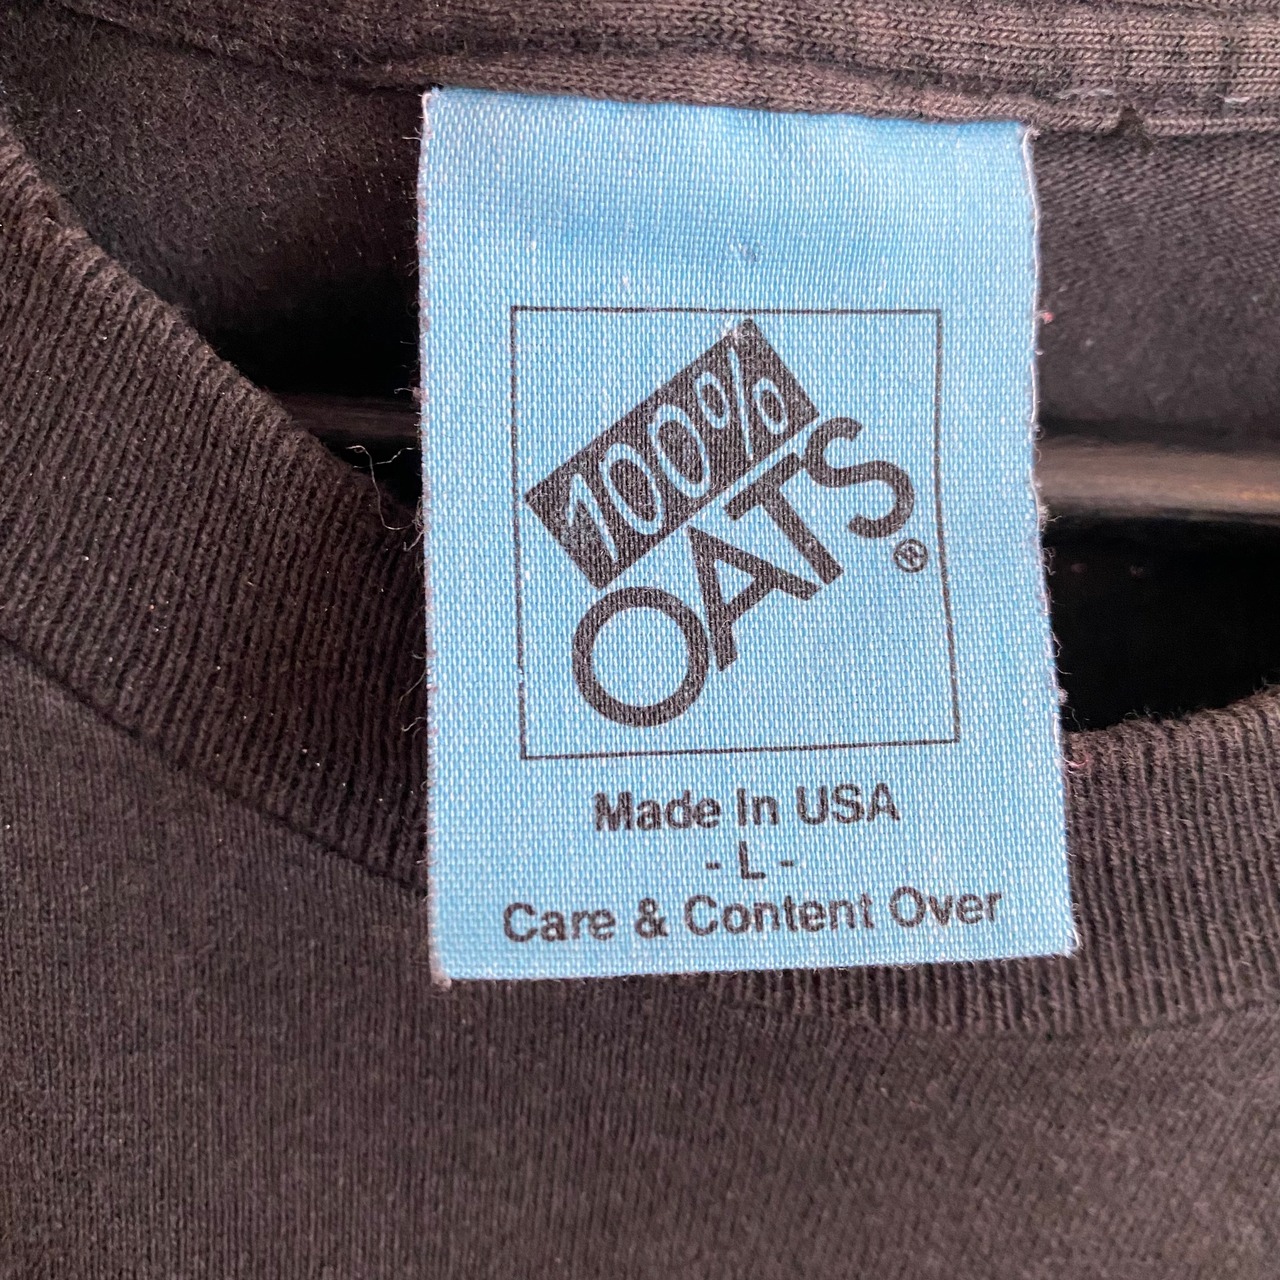 100%
OATS®
Made In USA
- L -
Care & Content Over